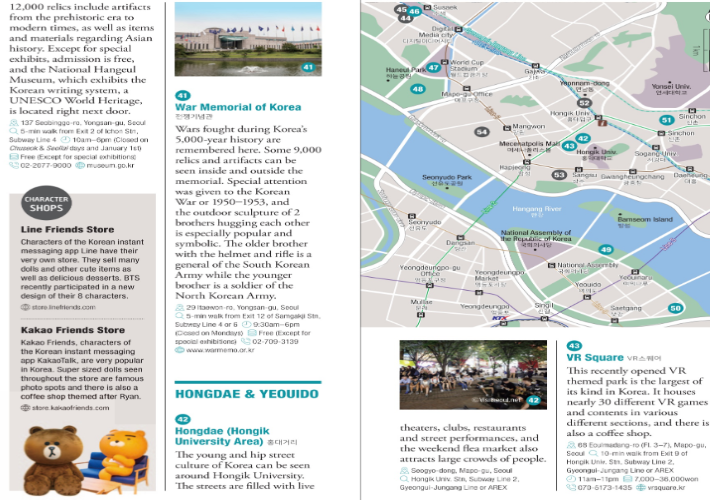 12,000 relics include artifacts
from the prehistoric era to
modern times, as well as items
and materials regarding Asian
history. Except for special
exhibits, admission is free,
and the National Hangeul
Museum, which exhibits the
Korean writing system, a
UNESCO World Heritage,
is located right next door.
137 Seobinggo-ro, Yongsan-gu, Seoul
5-min walk from Exit 2 of Ichon Stn,
Subway Line 4 10am–6pm (Closed on
Chuseok & Seollal days and January 1st)
Free (Except for special exhibitions)
02-2077-9000 museum.go.kr
CHARACTER
SHOPS
Line Friends Store
Characters of the Korean instant
messaging app Line have their
very own store. They sell many
dolls and other cute items as
well as delicious desserts. BTS
recently participated in a new
design of their 8 characters.
store.linefriends.com
Kakao Friends Store
Kakao Friends, characters of
the Korean instant messaging
app KakaoTalk, are very popular
in Korea. Super sized dolls seen
throughout the store are famous
photo spots and there is also a
coffee shop themed after Ryan.
store.kakaofriends.com
41
41
War Memorial of Korea
전쟁기념관
Wars fought during Korea's
5,000-year history are
remembered here. Some 9,000
relics and artifacts can be
seen inside and outside the
memorial. Special attention
was given to the Korean
War or 1950–1953, and
the outdoor sculpture of 2
brothers hugging each other
is especially popular and
symbolic. The older brother
with the helmet and rifle is a
general of the South Korean
Army while the younger
brother is a soldier of the
North Korean Army.
29 Itaewon-ro, Yongsan-gu, Seoul
5-min walk from Exit 12 of Samgakji Stn,
Subway Line 4 or 6 9:30am–6pm
(Closed on Mondays) Free (Except for
special exhibitions) 02-709-3139
www.warmemo.or.kr
HONGDAE & YEOUIDO
42
Hongdae (Hongik
University Area) 홍대거리
The young and hip street
culture of Korea can be seen
around Hongik University.
The streets are filled with live
45
46
44
Susaek
수색
Digital
Media city
디지털미디어시티
47
World Cup
Stadium
월드컵경기장
Haneul Park
하늘공원
48
Mapo-gu Office
마포구청
Gajwa
가좌
Yeonnam-dong
연남동
52
Hongik Univ.
홍대입구
Yonsei Univ.
연세대학교
51
Sinchon
신촌
Sinchon
신촌
54
Mangwon
망원
42
Mecenatpolis Mall
메세나폴리스몰
43
Hongik Univ.
홍익대학교
Sogang Univ.
서강대
Hapjeong
합정
53
Sangsu
상수
Gwangheungchang
광흥창
Daeheung
대흥
Seonyudo Park
선유도공원
Hangang River
한강
Bamseom Island
밤섬
Seonyudo
선유도
Dangsan
당산
National Assembly of
the Republic of Korea
국회의사당
49
National Assembly
국회의사당
Yeongdeungpo-gu
Office
영등포구청
Yeongdeungpo
Market
영등포시장
Yeouido
여의도
Yeouinaru
여의나루
Mullae
문래
Yeongdeungpo
영등포
Singil
신길
Saetgang
샛강
50
KTX
© Visitseoul.net
42
theaters, clubs, restaurants
and street performances, and
the weekend flea market also
attracts large crowds of people.
Seogyo-dong, Mapo-gu, Seoul
Hongik Univ. Stn, Subway Line 2,
Gyeongui-Jungang Line or AREX
43
VR Square VR스퀘어
This recently opened VR
themed park is the largest of
its kind in Korea. It houses
nearly 30 different VR games
and contents in various
different sections, and there is
also a coffee shop.
68 Eoulmadang-ro (Fl. 3–7), Mapo-gu,
Seoul 10-min walk from Exit 9 of
Hongik Univ. Stn, Subway Line 2,
Gyeongui-Jungang Line or AREX
11am–11pm 7,000–36,000won
070-5173-1435 vrsquare.kr